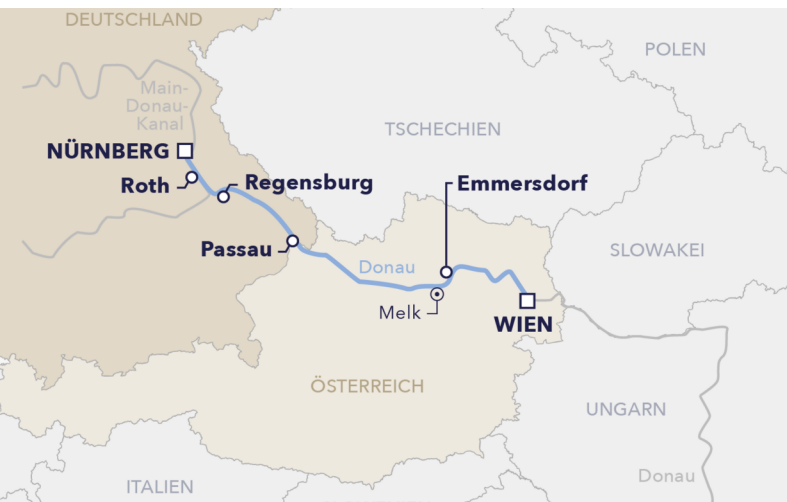 DEUTSCHLAND
POLEN
Main-
Donau-
Kanal
TSCHECHIEN
NÜRNBERG
Roth
Regensburg
Emmersdorf
Passau
SLOWAKEI
Donau
Melk
WIEN
ÖSTERREICH
UNGARN
Donau
ITALIEN